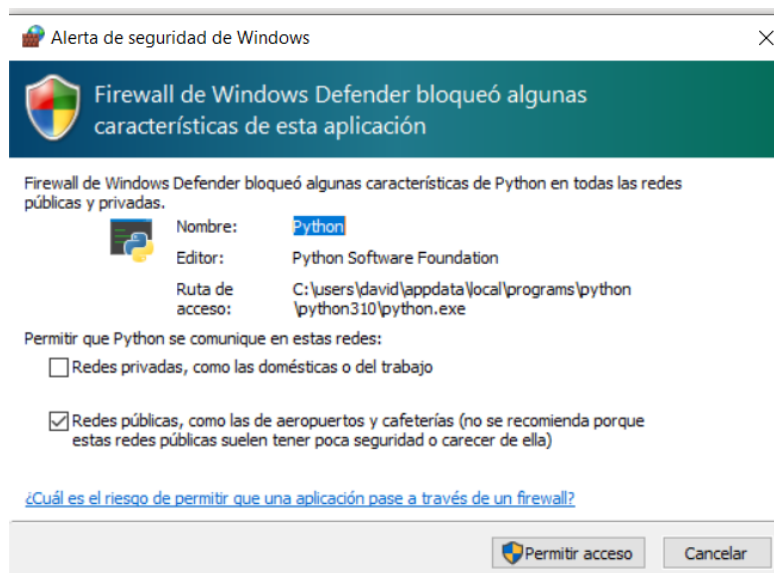 Alerta de seguridad de Windows
Firewall de Windows Defender bloqueó algunas
características de esta aplicación
Firewall de Windows Defender bloqueó algunas características de Python en todas las redes
públicas y privadas.
Nombre: Python
Editor: Python Software Foundation
Ruta de acceso: C:\users\david\appdata\local\programs\python
\python310\python.exe
Permitir que Python se comunique en estas redes:
Redes privadas, como las domésticas o del trabajo
Redes públicas, como las de aeropuertos y cafeterías (no se recomienda porque
estas redes públicas suelen tener poca seguridad o carecer de ella)
¿Cuál es el riesgo de permitir que una aplicación pase a través de un firewall?
Permitir acceso Cancelar